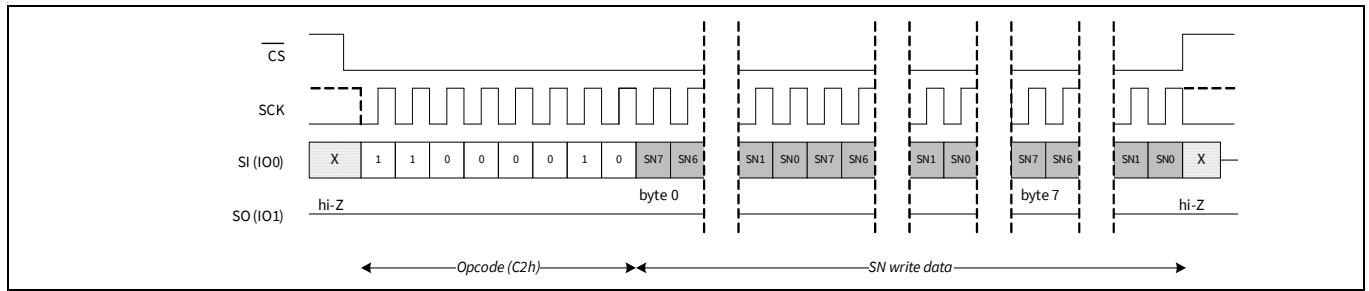 CS
SCK
SI (IO0) X 1 1 0 0 0 0 1 0 SN7 SN6 SN1 SN0 SN7 SN6 SN1 SN0 SN7 SN6 SN1 SN0 X
byte 0 byte 7
hi-Z hi-Z
SO (IO1)
Opcode (C2h) SN write data